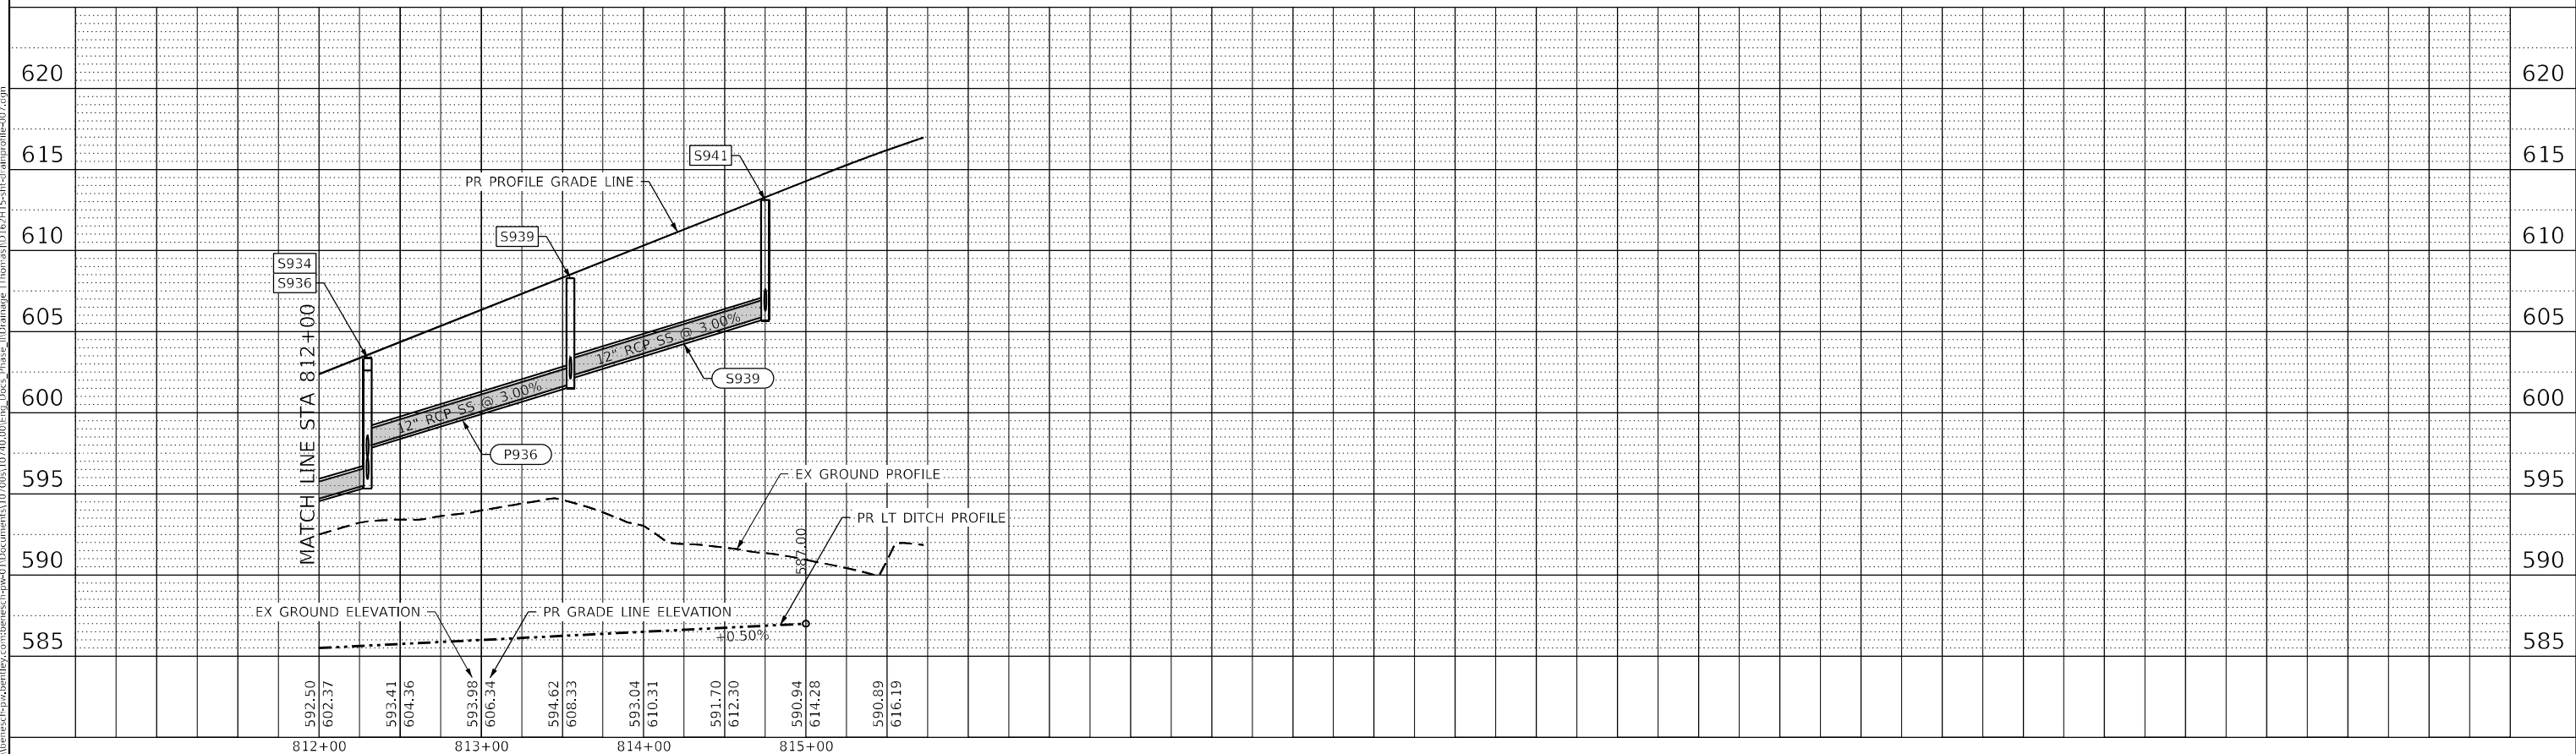 620
620
615
615
S941
PR PROFILE GRADE LINE
610
610
S939
S934
S936
605
605
12" RCP SS @ 3.00%
S939
600
600
12" RCP SS @ 3.00%
P936
MATCH LINE STA 812+00
595
595
EX GROUND PROFILE
PR LT DITCH PROFILE
587.00
590
590
EX GROUND ELEVATION
PR GRADE LINE ELEVATION
+0.50%
585
585
592.50
602.37
593.41
604.36
593.98
606.34
594.62
608.33
593.04
610.31
591.70
612.30
590.94
614.28
590.89
616.19
812+00
813+00
814+00
815+00